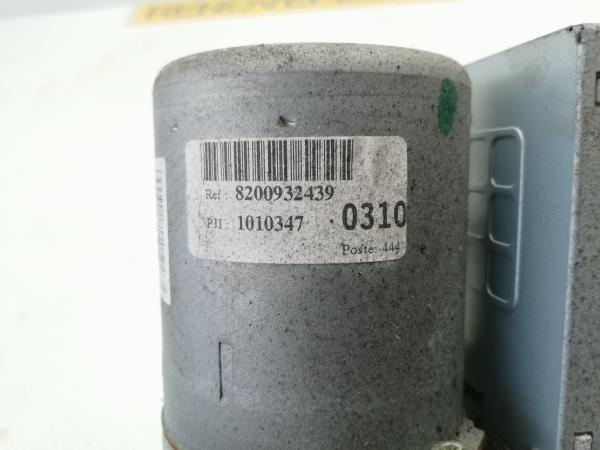 Ref : 8200932439
PJI : 1010347
0310
Poste: 444